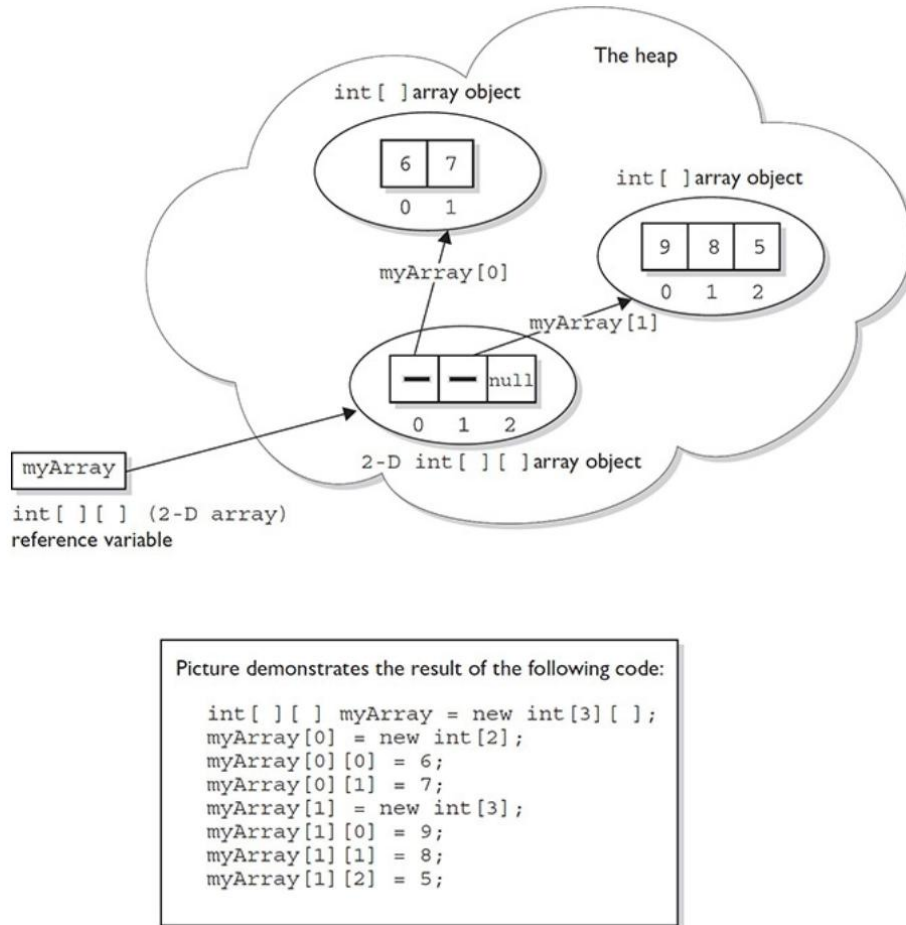 The heap
int[ ] array object
6 7
0 1
int[ ] array object
9 8 5
0 1 2
myArray[0]
myArray[1]
null
0 1 2
2-D int[ ][ ] array object
myArray
int[ ][ ] (2-D array)
reference variable
Picture demonstrates the result of the following code:
int[ ][ ] myArray = new int[3][ ];
myArray[0] = new int[2];
myArray[0][0] = 6;
myArray[0][1] = 7;
myArray[1] = new int[3];
myArray[1][0] = 9;
myArray[1][1] = 8;
myArray[1][2] = 5;